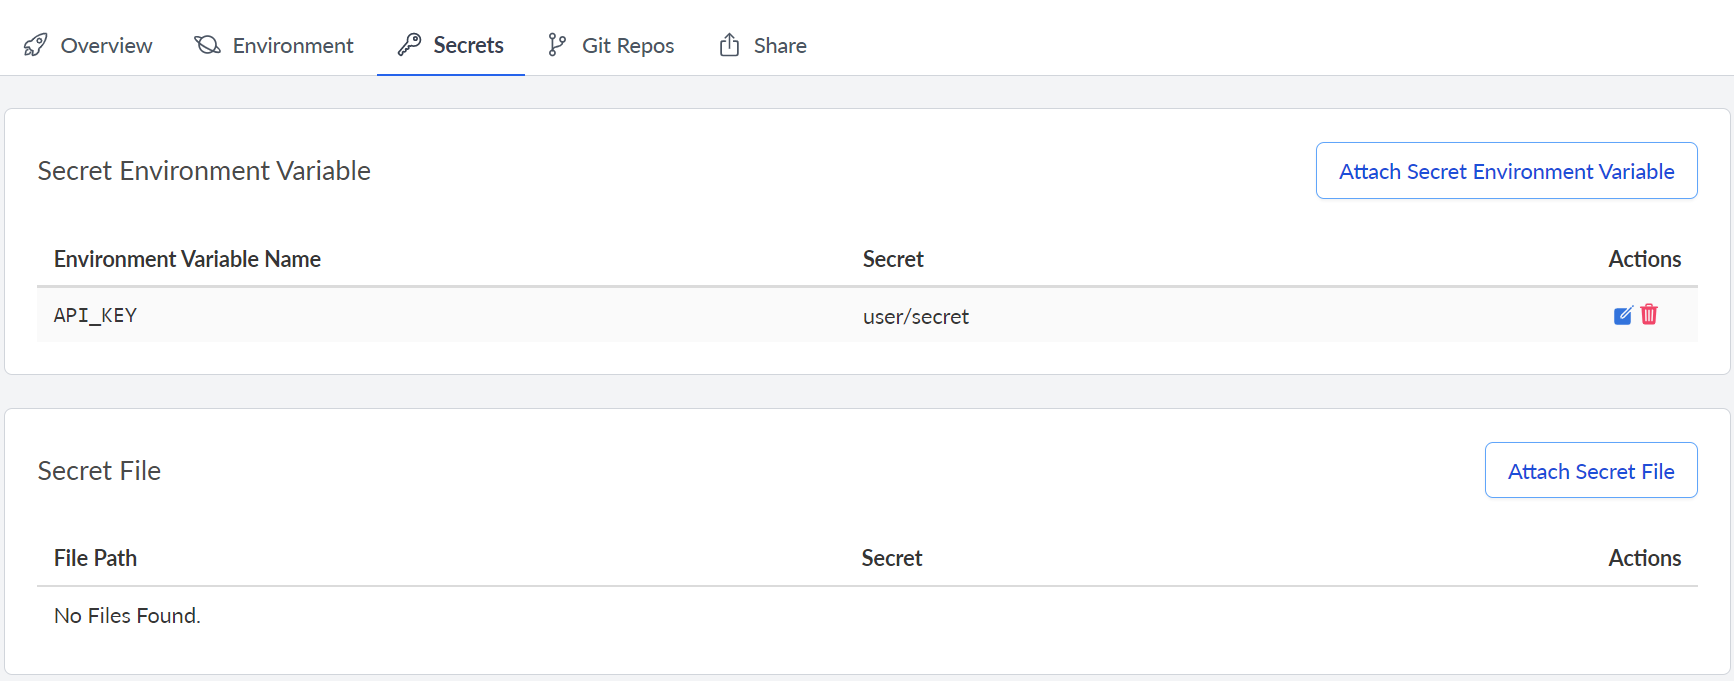 Overview Environment Secrets Git Repos Share
Secret Environment Variable Attach Secret Environment Variable
Environment Variable Name Secret Actions
API_KEY user/secret
Secret File Attach Secret File
File Path Secret Actions
No Files Found.